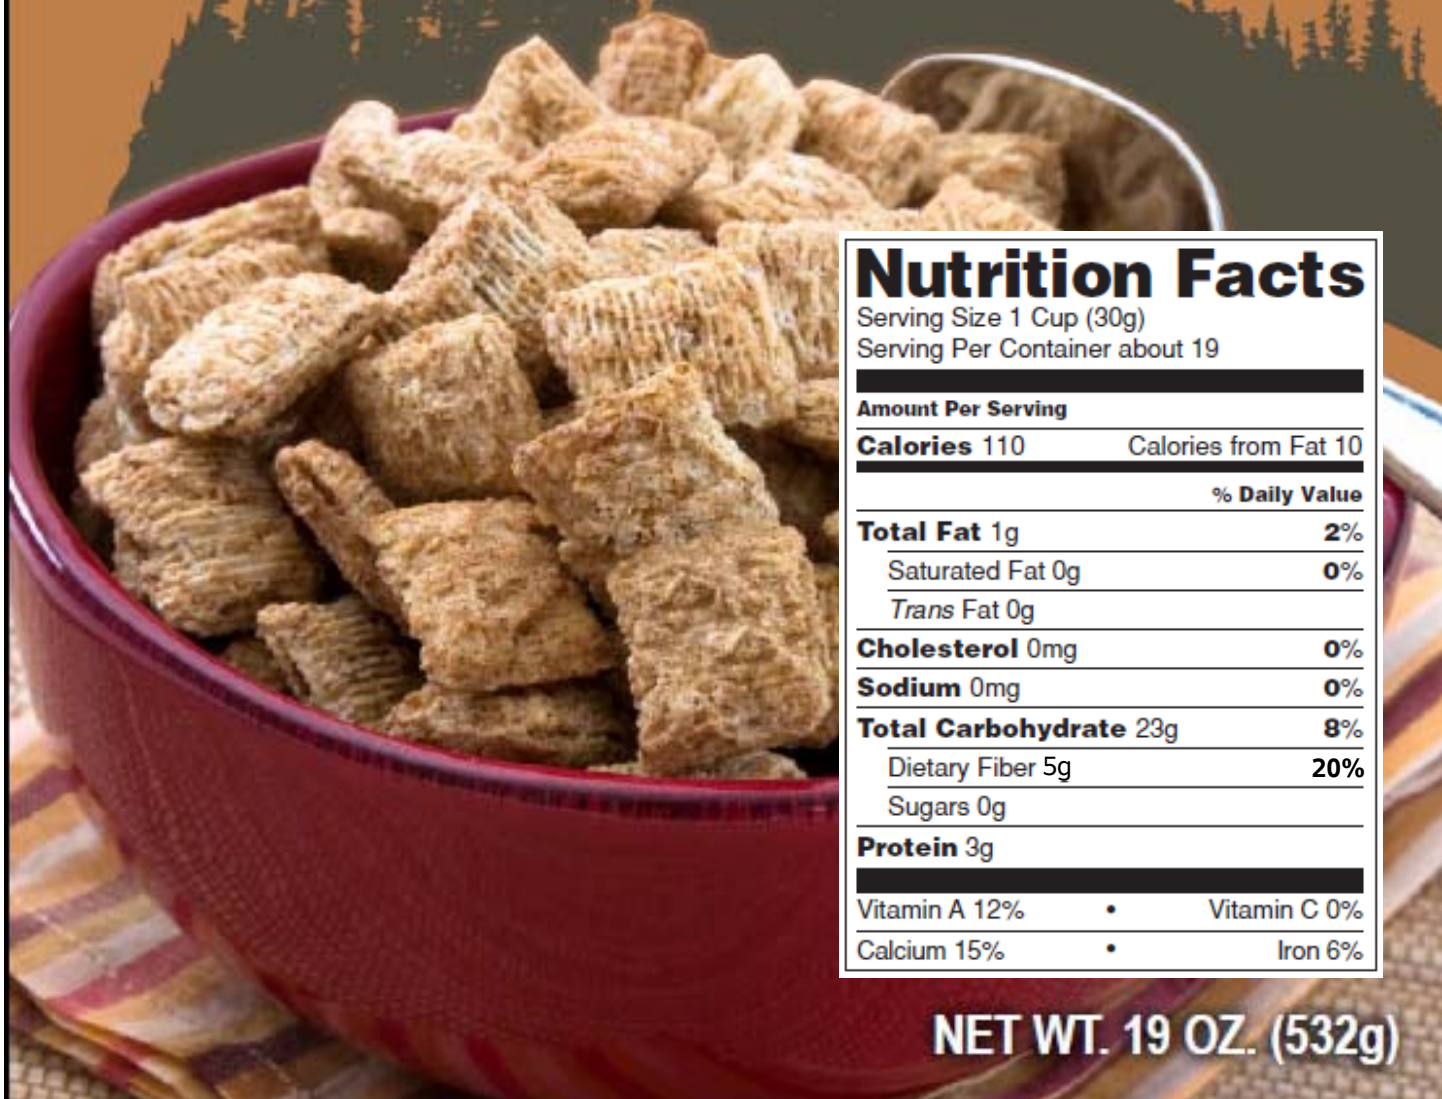 Nutrition Facts
Serving Size 1 Cup (30g)
Serving Per Container about 19
Amount Per Serving
Calories 110 Calories from Fat 10
% Daily Value
Total Fat 1g 2%
Saturated Fat 0g 0%
Trans Fat 0g
Cholesterol 0mg 0%
Sodium 0mg 0%
Total Carbohydrate 23g 8%
Dietary Fiber 5g 20%
Sugars 0g
Protein 3g
Vitamin A 12% • Vitamin C 0%
Calcium 15% • Iron 6%
NET WT. 19 OZ. (532g)